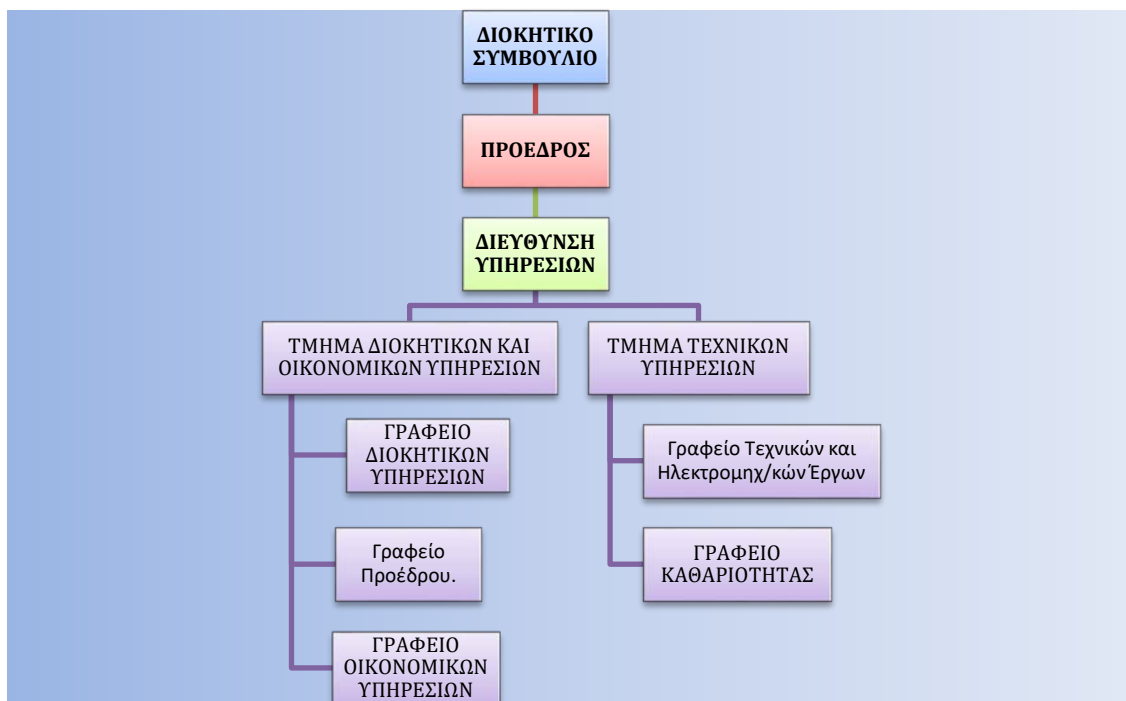 ΔΙΟΚΗΤΙΚΟ
ΣΥΜΒΟΥΛΙΟ
ΠΡΟΕΔΡΟΣ
ΔΙΕΥΘΥΝΣΗ
ΥΠΗΡΕΣΙΩΝ
ΤΜΗΜΑ ΔΙΟΚΗΤΙΚΩΝ ΚΑΙ
ΟΙΚΟΝΟΜΙΚΩΝ ΥΠΗΡΕΣΙΩΝ
ΓΡΑΦΕΙΟ
ΔΙΟΚΗΤΙΚΩΝ
ΥΠΗΡΕΣΙΩΝ
Γραφείο
Προέδρου.
ΓΡΑΦΕΙΟ
ΟΙΚΟΝΟΜΙΚΩΝ
ΥΠΗΡΕΣΙΩΝ
ΤΜΗΜΑ ΤΕΧΝΙΚΩΝ
ΥΠΗΡΕΣΙΩΝ
Γραφείο Τεχνικών και
Ηλεκτρομηχ/κών Έργων
ΓΡΑΦΕΙΟ
ΚΑΘΑΡΙΟΤΗΤΑΣ